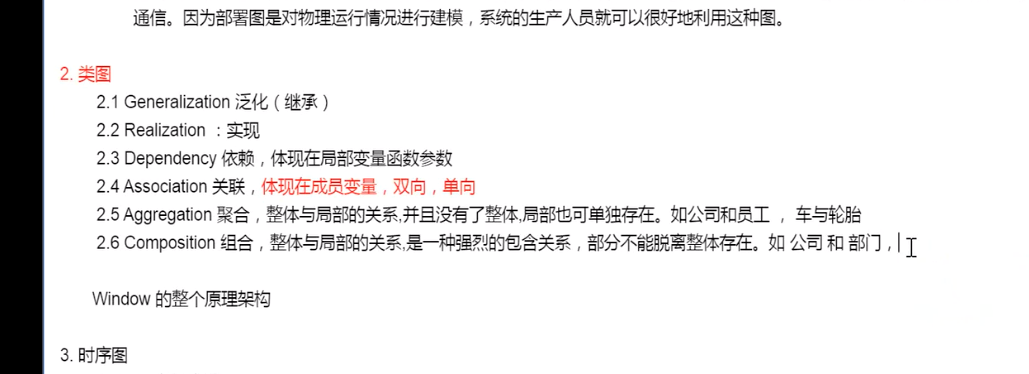 通信。因为部署图是对物理运行情况进行建模，系统的生产人员就可以很好地利用这种图。
2. 类图
2.1 Generalization 泛化（继承）
2.2 Realization ：实现
2.3 Dependency 依赖，体现在局部变量函数参数
2.4 Association 关联，体现在成员变量，双向，单向
2.5 Aggregation 聚合，整体与局部的关系,并且没有了整体,局部也可单独存在。如公司和员工 ， 车与轮胎
2.6 Composition 组合，整体与局部的关系,是一种强烈的包含关系，部分不能脱离整体存在。如 公司 和 部门，
Window 的整个原理架构
3. 时序图